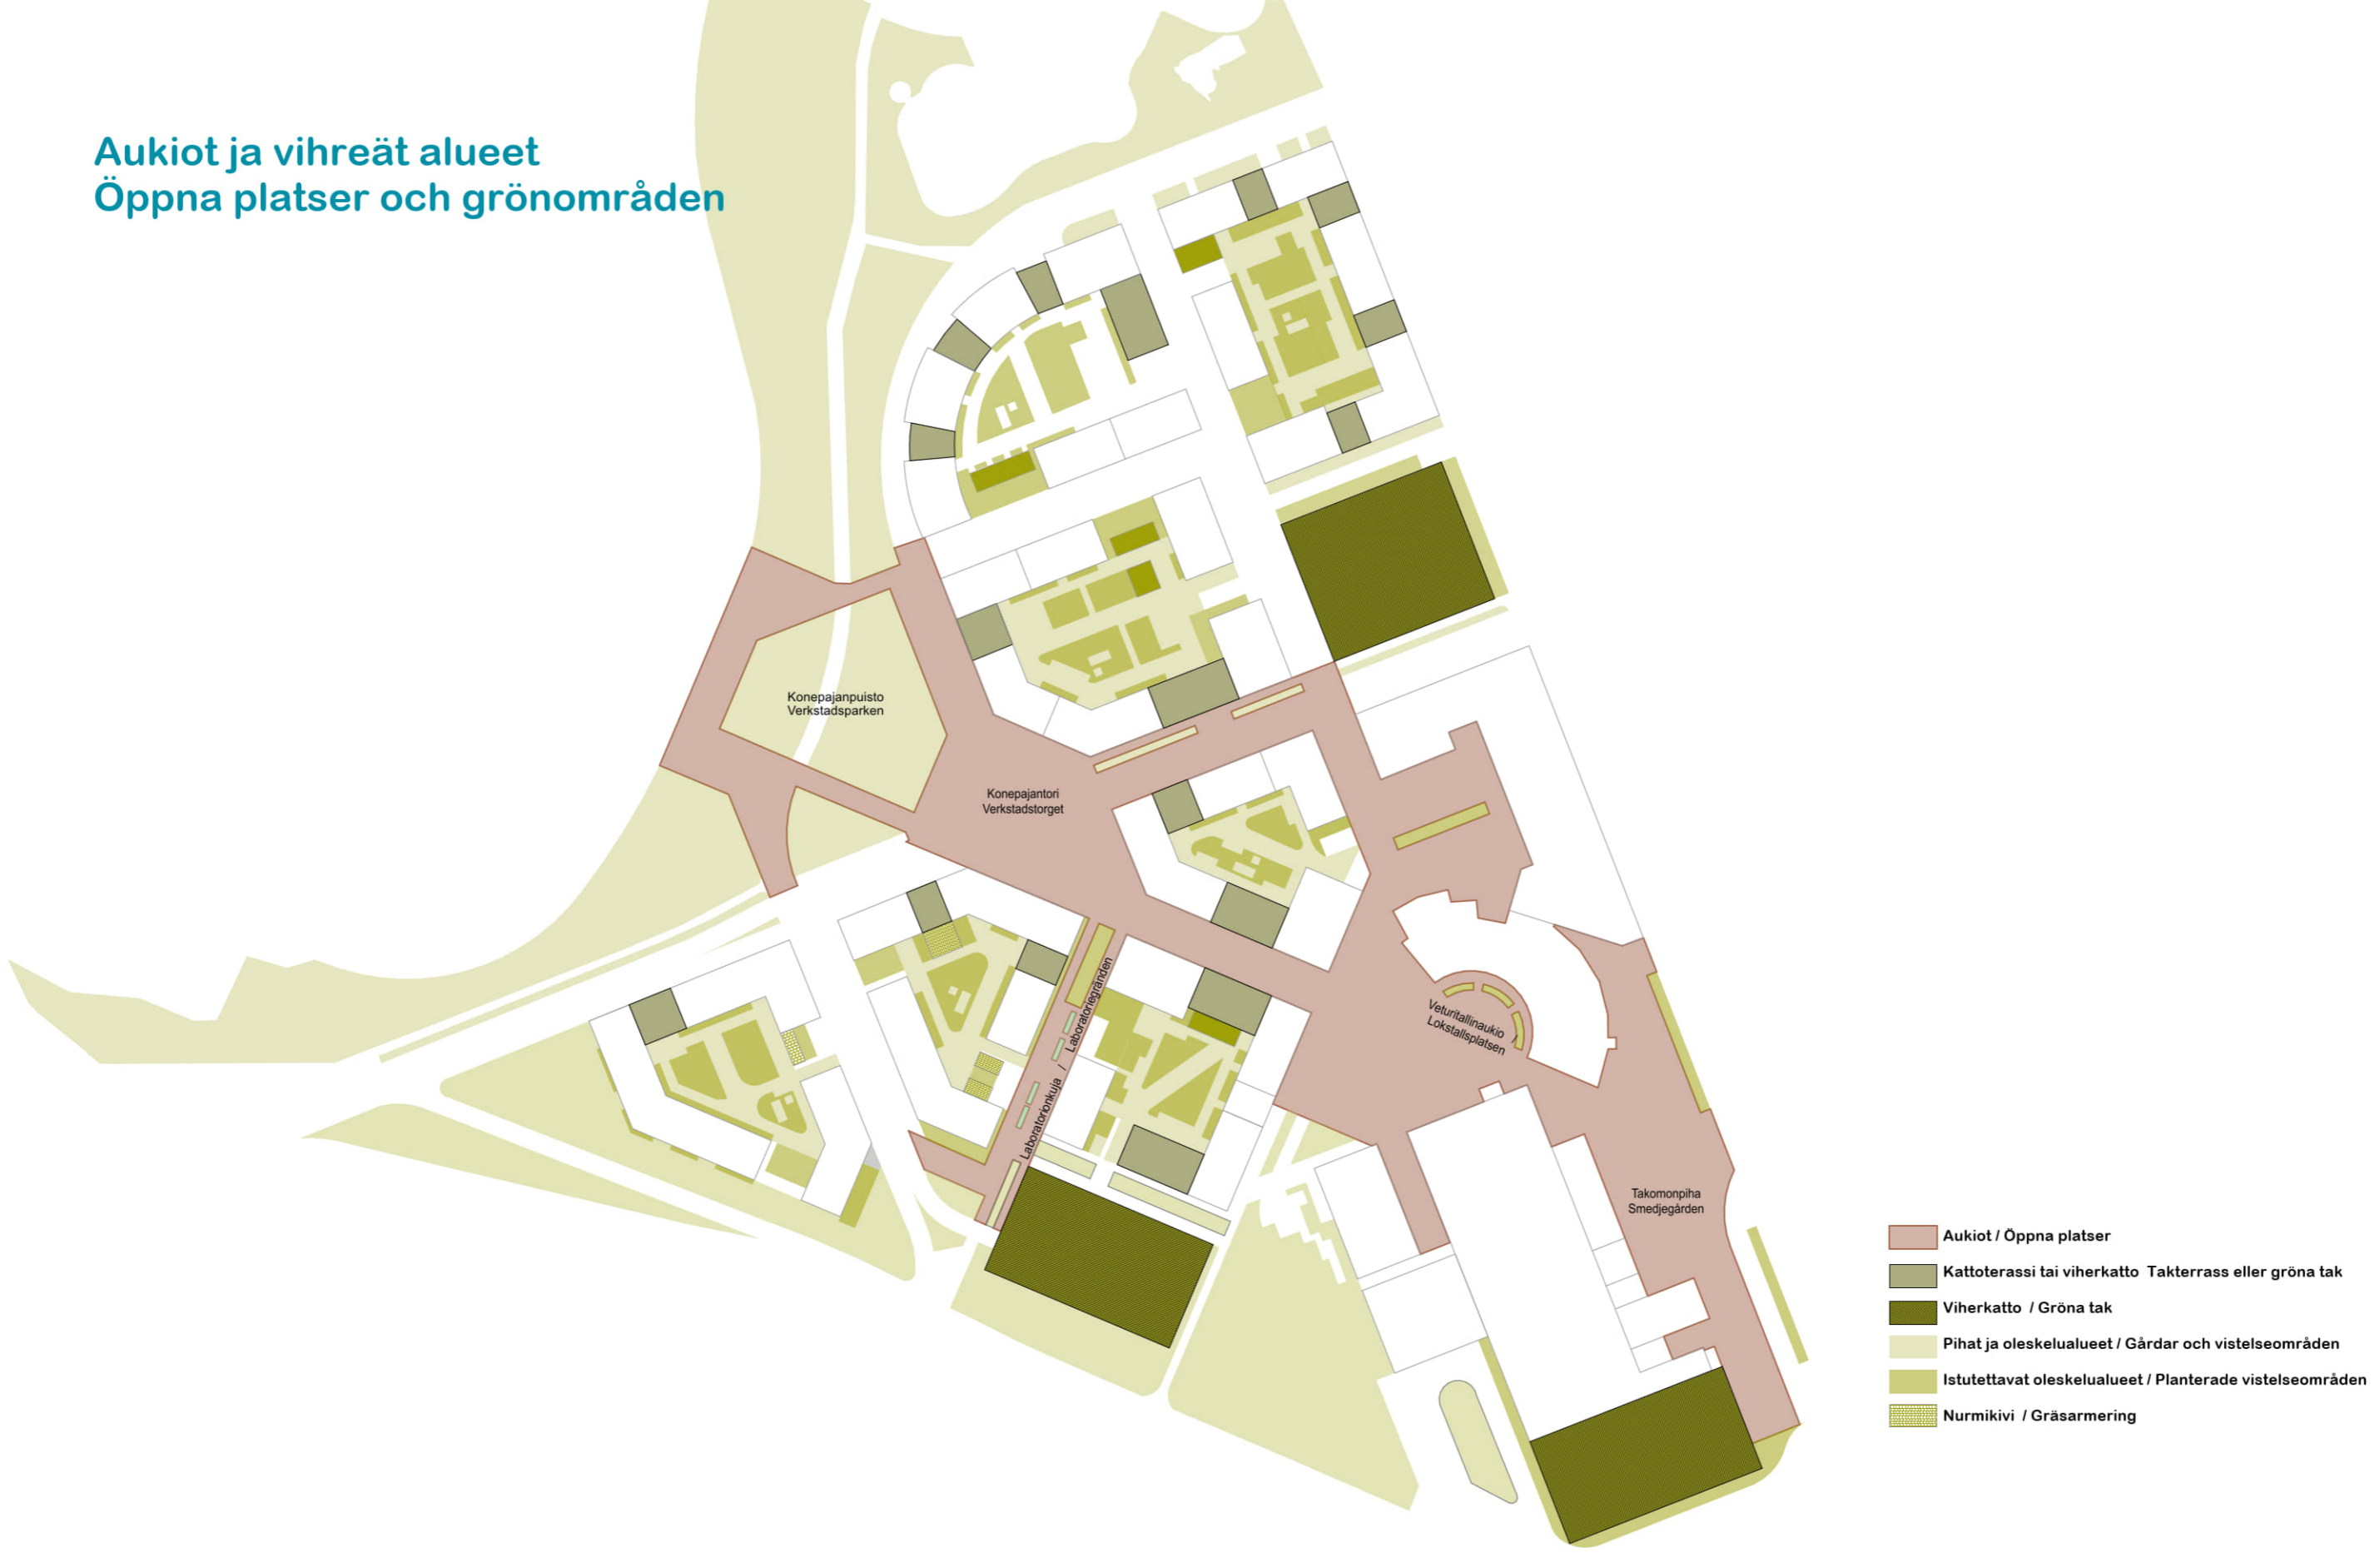 Aukiot ja vihreät alueet
Öppna platser och grönområden
Konepajanpuisto
Verkstadsparken
Konepajantori
Verkstadstorget
Laboratorionkuja / Laboratoriegränden
Veturitallinaukio /
Lokstallsplatsen
Takomonpiha
Smedjegården
Aukiot / Öppna platser
Kattoterassi tai viherkatto Takterrass eller gröna tak
Viherkatto / Gröna tak
Pihat ja oleskelualueet / Gårdar och vistelseområden
Istutettavat oleskelualueet / Planterade vistelseområden
Nurmikivi / Gräsarmering